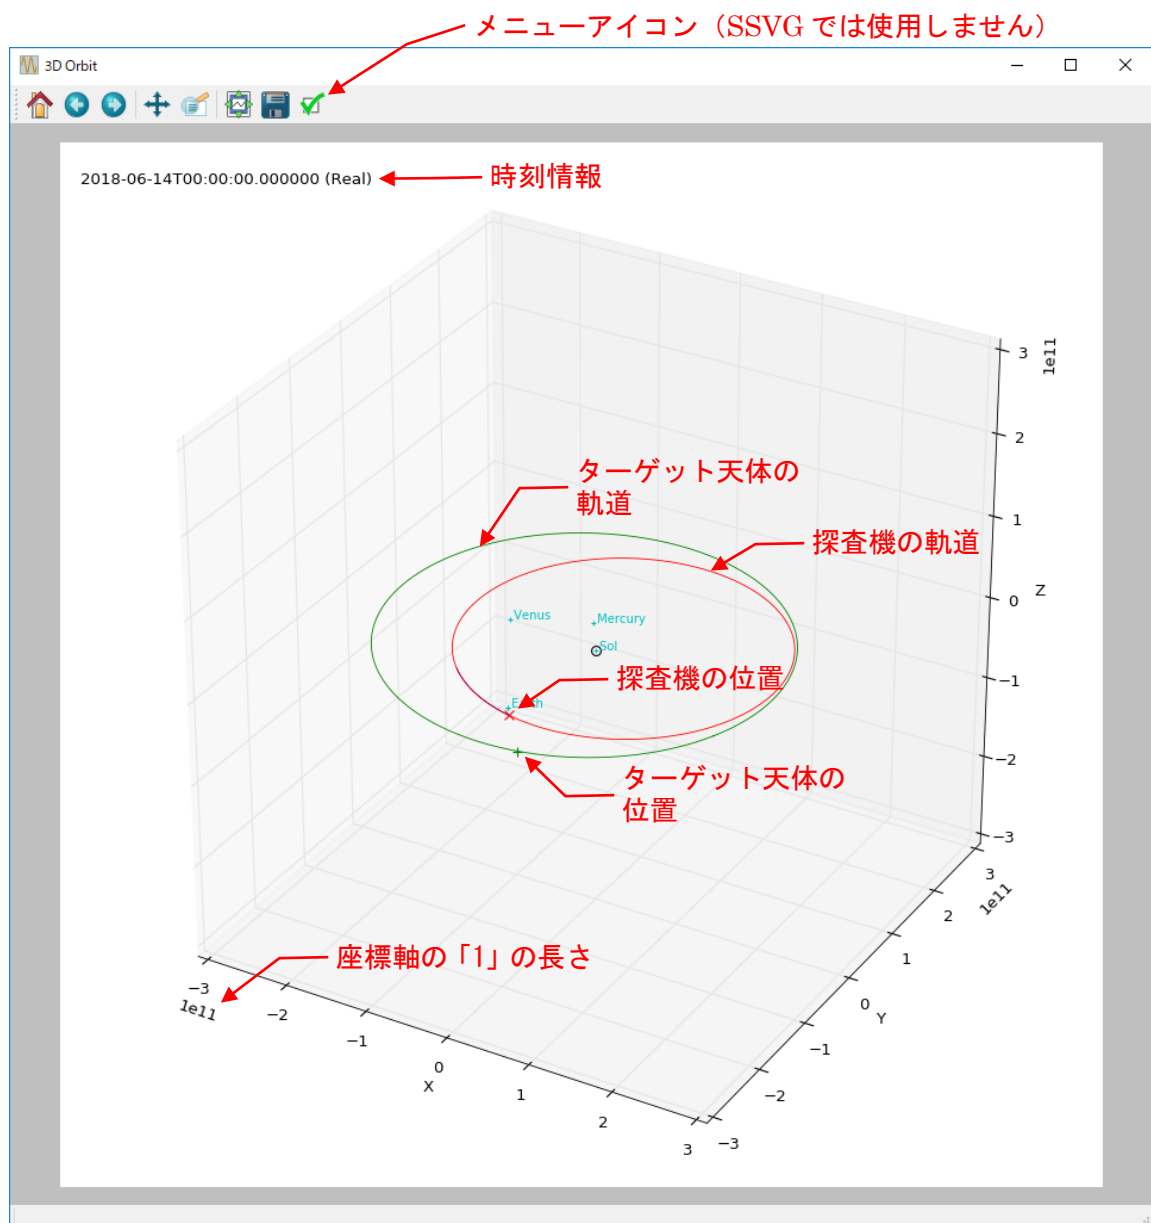 メニューアイコン（SSVG では使用しません）
3D Orbit
2018-06-14T00:00:00.000000 (Real)
時刻情報
3
1e11
2
1
0
Z
−1
−2
−3
ターゲット天体の
軌道
探査機の軌道
Venus
Mercury
Sol
探査機の位置
Earth
ターゲット天体の
位置
座標軸の「1」の長さ
−3
1e11
−2
−1
0
X
1
2
3
3
1e11
2
1
0
Y
−1
−2
−3